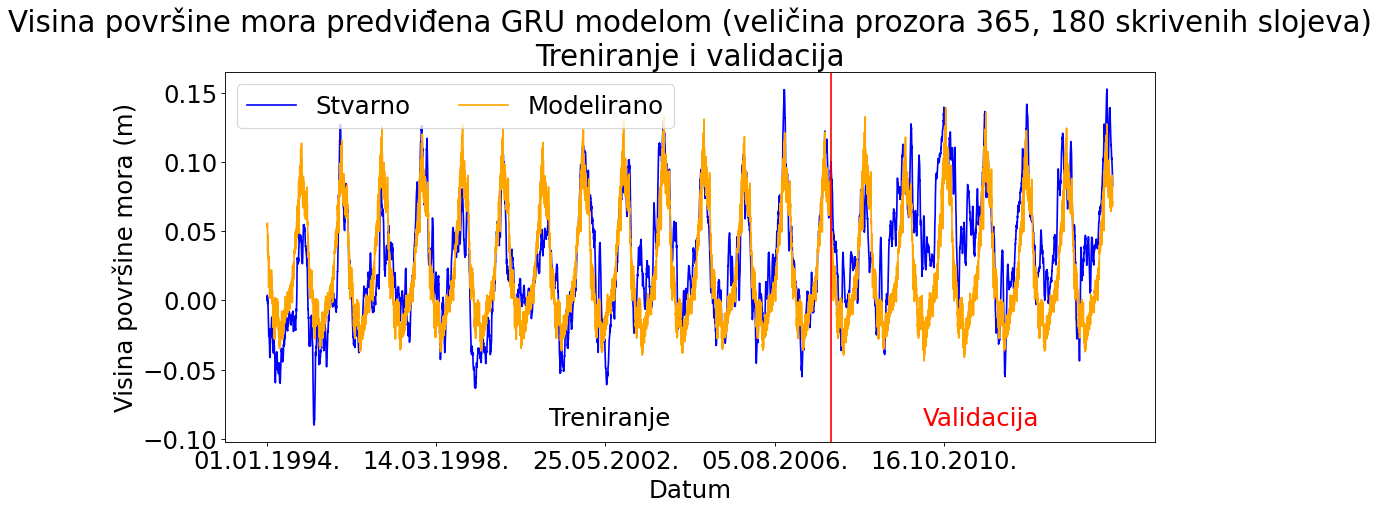 Visina površine mora predviđena GRU modelom (veličina prozora 365, 180 skrivenih slojeva)
Treniranje i validacija
Stvarno
Modelirano
Visina površine mora (m)
0.15
0.10
0.05
0.00
−0.05
−0.10
Treniranje
Validacija
01.01.1994.
14.03.1998.
25.05.2002.
05.08.2006.
16.10.2010.
Datum